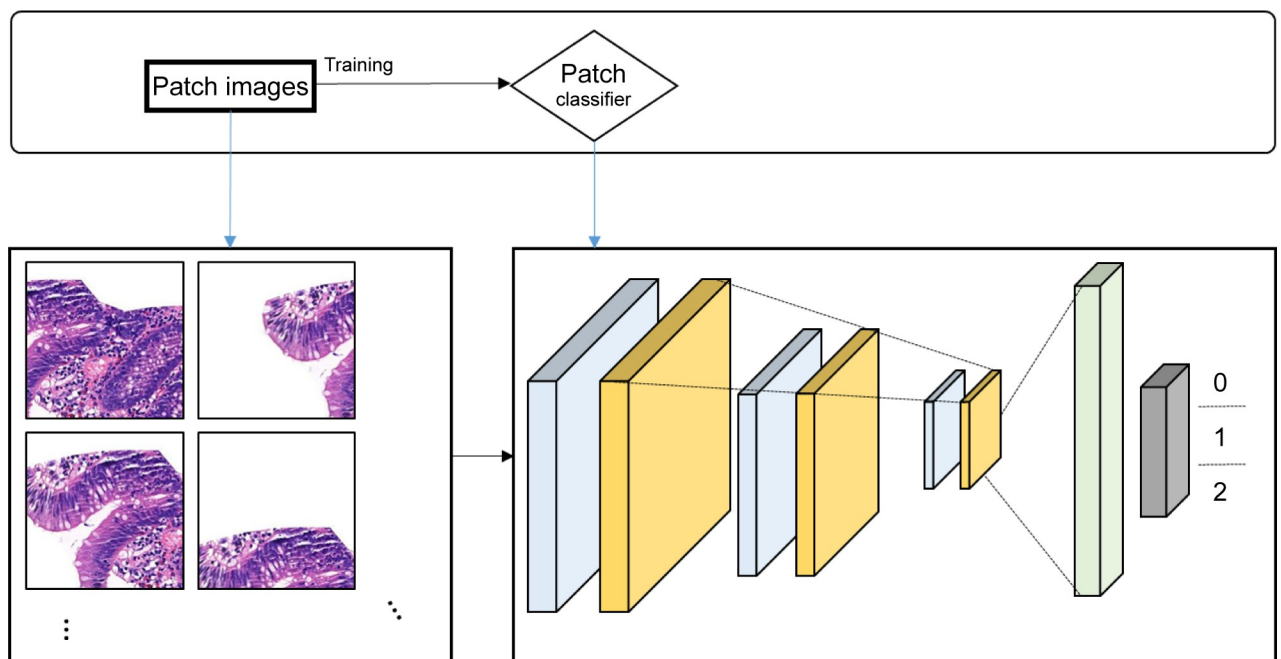 Training
Patch images
Patch
classifier
0
1
2